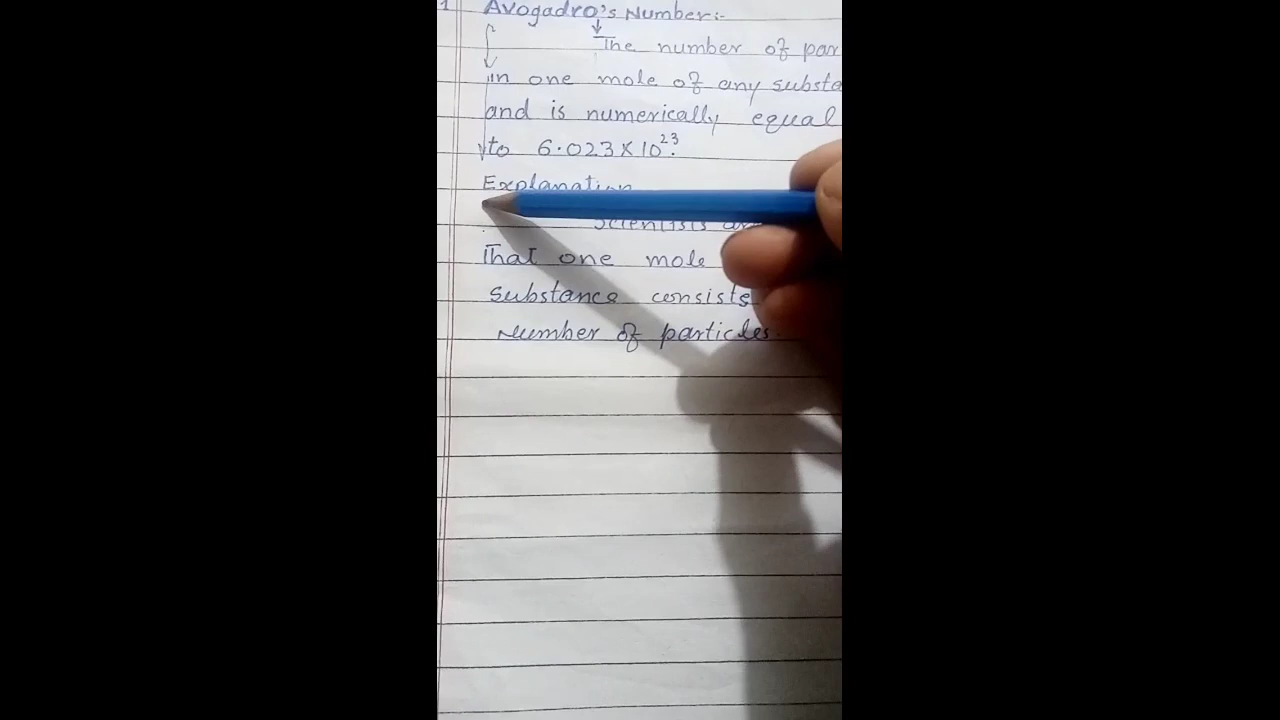 1 Avogadro's Number:-
The number of par
in one mole of any substa
and is numerically equal
to 6.023×10²³.
Explanation
Scientists
That one mole
substance consists
Number of particles.